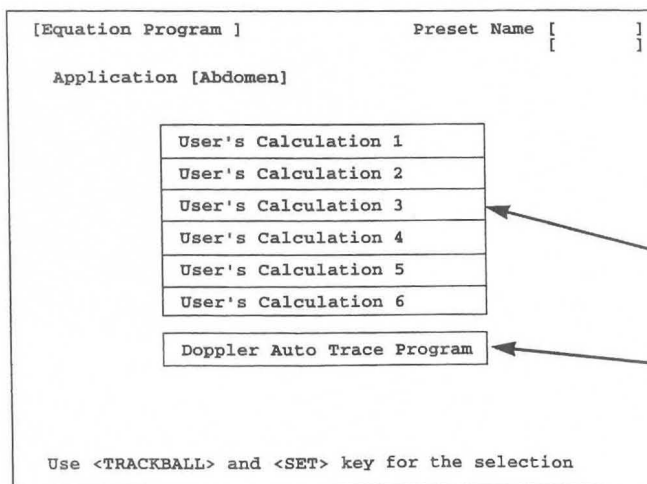 [Equation Program ] Preset Name [ ]
[ ]
Application [Abdomen]
User's Calculation 1
User's Calculation 2
User's Calculation 3
User's Calculation 4
User's Calculation 5
User's Calculation 6
Doppler Auto Trace Program
Use <TRACKBALL> and <SET> key for the selection